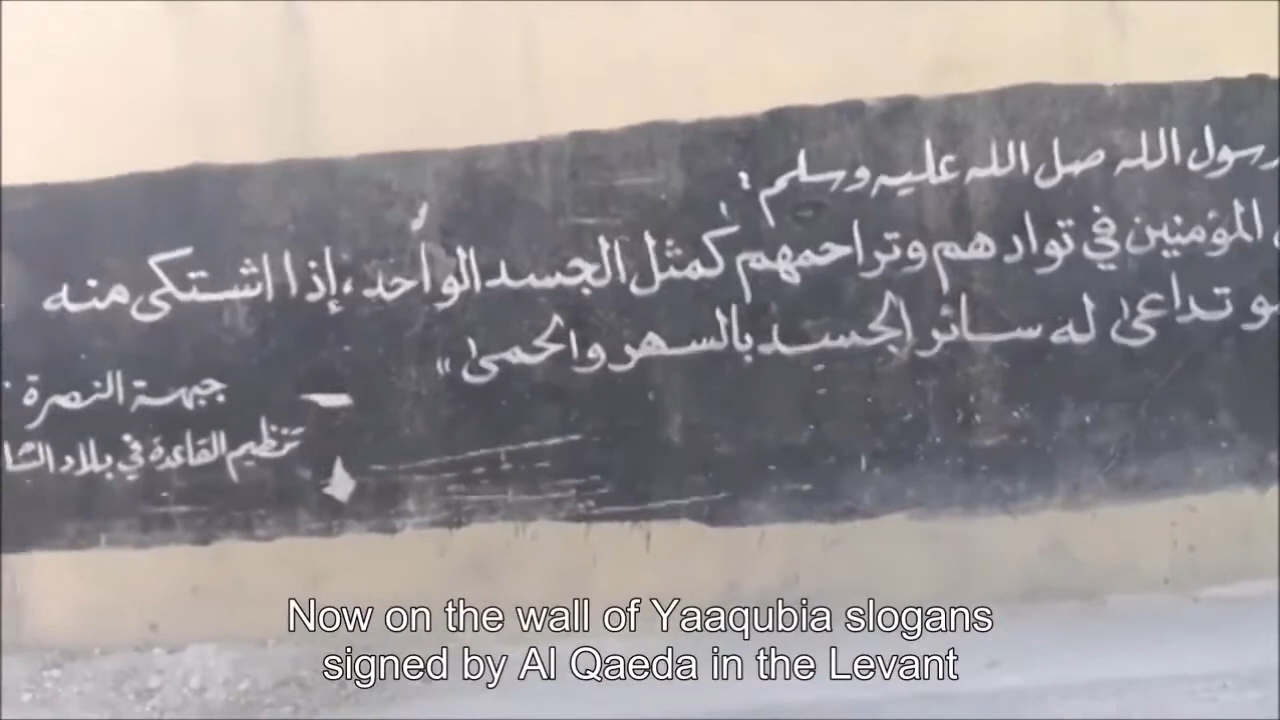 رسول الله صل الله عليه وسلم :
المؤمنين في توادهم وتراحمهم كمثل الجسد الواحد، إذا اشتكى منه
تداعى له سائر الجسد بالسهر والحمى »
جبهة النصرة
تنظيم القاعدة في بلاد الشا
Now on the wall of Yaaqubia slogans
signed by Al Qaeda in the Levant